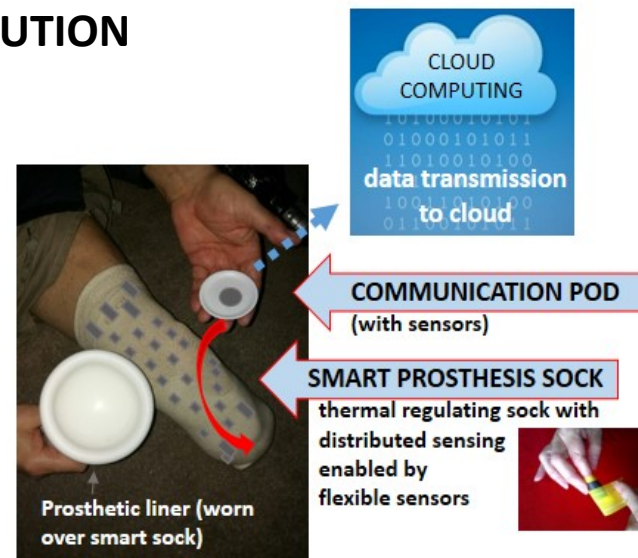 UTION
CLOUD
COMPUTING
01000101011
data transmission
to cloud
COMMUNICATION POD
(with sensors)
SMART PROSTHESIS SOCK
thermal regulating sock with
distributed sensing
enabled by
flexible sensors
Prosthetic liner (worn
over smart sock)